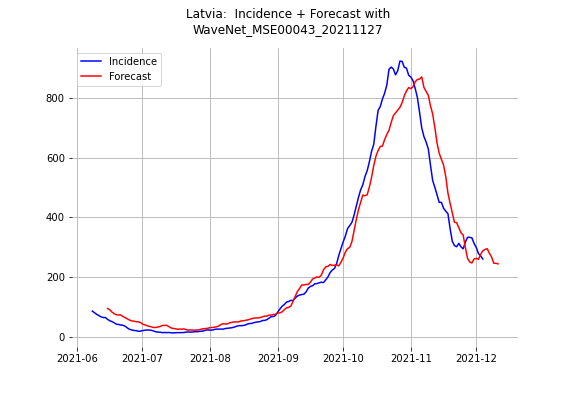 Latvia:  Incidence + Forecast with
WaveNet_MSE00043_20211127
Incidence
Forecast
800
600
400
200
0
2021-06 2021-07 2021-08 2021-09 2021-10 2021-11 2021-12